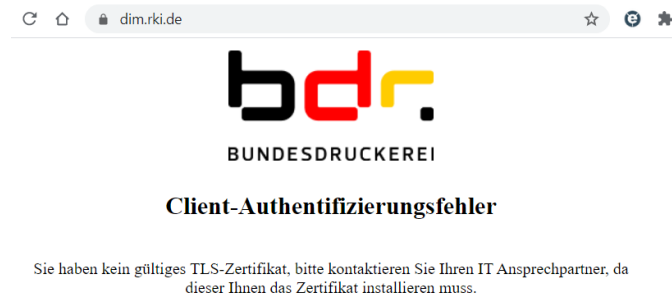 dim.rki.de
bdr.
BUNDESDRUCKEREI
Client-Authentifizierungsfehler
Sie haben kein gültiges TLS-Zertifikat, bitte kontaktieren Sie Ihren IT Ansprechpartner, da
dieser Ihnen das Zertifikat installieren muss.